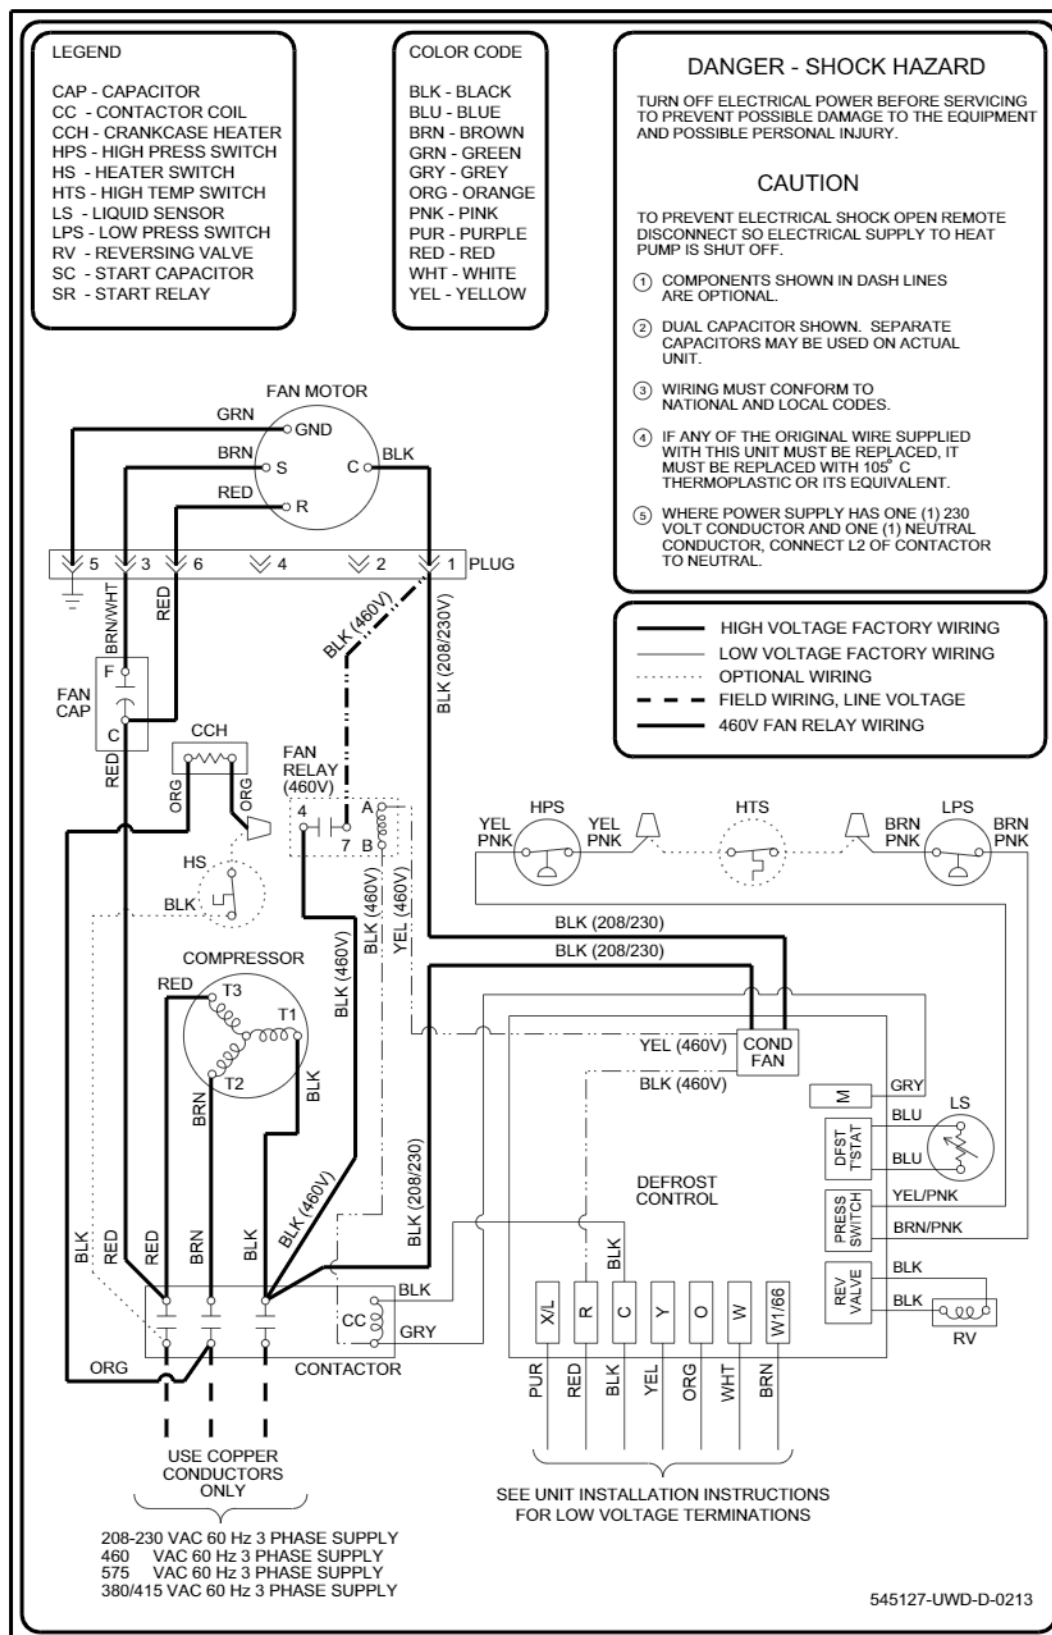 LEGEND
CAP - CAPACITOR
CC - CONTACTOR COIL
CCH - CRANKCASE HEATER
HPS - HIGH PRESS SWITCH
HS - HEATER SWITCH
HTS - HIGH TEMP SWITCH
LS - LIQUID SENSOR
LPS - LOW PRESS SWITCH
RV - REVERSING VALVE
SC - START CAPACITOR
SR - START RELAY
COLOR CODE
BLK - BLACK
BLU - BLUE
BRN - BROWN
GRN - GREEN
GRY - GREY
ORG - ORANGE
PNK - PINK
PUR - PURPLE
RED - RED
WHT - WHITE
YEL - YELLOW
DANGER - SHOCK HAZARD
TURN OFF ELECTRICAL POWER BEFORE SERVICING
TO PREVENT POSSIBLE DAMAGE TO THE EQUIPMENT
AND POSSIBLE PERSONAL INJURY.
CAUTION
TO PREVENT ELECTRICAL SHOCK OPEN REMOTE
DISCONNECT SO ELECTRICAL SUPPLY TO HEAT
PUMP IS SHUT OFF.
1 COMPONENTS SHOWN IN DASH LINES
ARE OPTIONAL.
2 DUAL CAPACITOR SHOWN. SEPARATE
CAPACITORS MAY BE USED ON ACTUAL
UNIT.
3 WIRING MUST CONFORM TO
NATIONAL AND LOCAL CODES.
4 IF ANY OF THE ORIGINAL WIRE SUPPLIED
WITH THIS UNIT MUST BE REPLACED, IT
MUST BE REPLACED WITH 105° C
THERMOPLASTIC OR ITS EQUIVALENT.
5 WHERE POWER SUPPLY HAS ONE (1) 230
VOLT CONDUCTOR AND ONE (1) NEUTRAL
CONDUCTOR, CONNECT L2 OF CONTACTOR
TO NEUTRAL.
HIGH VOLTAGE FACTORY WIRING
LOW VOLTAGE FACTORY WIRING
OPTIONAL WIRING
FIELD WIRING, LINE VOLTAGE
460V FAN RELAY WIRING
FAN MOTOR
GRN
GND
BRN
S
C
BLK
RED
R
5
3
6
4
2
1
PLUG
BRN/WHT
RED
BLK (460V)
BLK (208/230V)
F
FAN
CAP
C
RED
CCH
ORG
ORG
FAN
RELAY
(460V)
4
7
A
B
HS
BLK
BLK (460V)
BLK (460V)
YEL (460V)
HPS
HTS
LPS
YEL
PNK
YEL
PNK
BRN
PNK
BRN
PNK
BLK (208/230)
BLK (208/230)
COMPRESSOR
RED
T3
T1
T2
BRN
BLK
YEL (460V)
BLK (460V)
COND
FAN
M
GRY
LS
BLU
DFST
T'STAT
BLU
DEFROST
CONTROL
YEL/PNK
PRESS
SWITCH
BRN/PNK
BLK
REV
VALVE
BLK
RV
BLK
RED
RED
BRN
BLK
BLK (460V)
BLK (208/230)
BLK
BLK
CC
GRY
CONTACTOR
ORG
X/L
R
C
Y
O
W
W1/66
PUR
RED
BLK
YEL
ORG
WHT
BRN
USE COPPER
CONDUCTORS
ONLY
SEE UNIT INSTALLATION INSTRUCTIONS
FOR LOW VOLTAGE TERMINATIONS
208-230 VAC 60 Hz 3 PHASE SUPPLY
460 VAC 60 Hz 3 PHASE SUPPLY
575 VAC 60 Hz 3 PHASE SUPPLY
380/415 VAC 60 Hz 3 PHASE SUPPLY
545127-UWD-D-0213